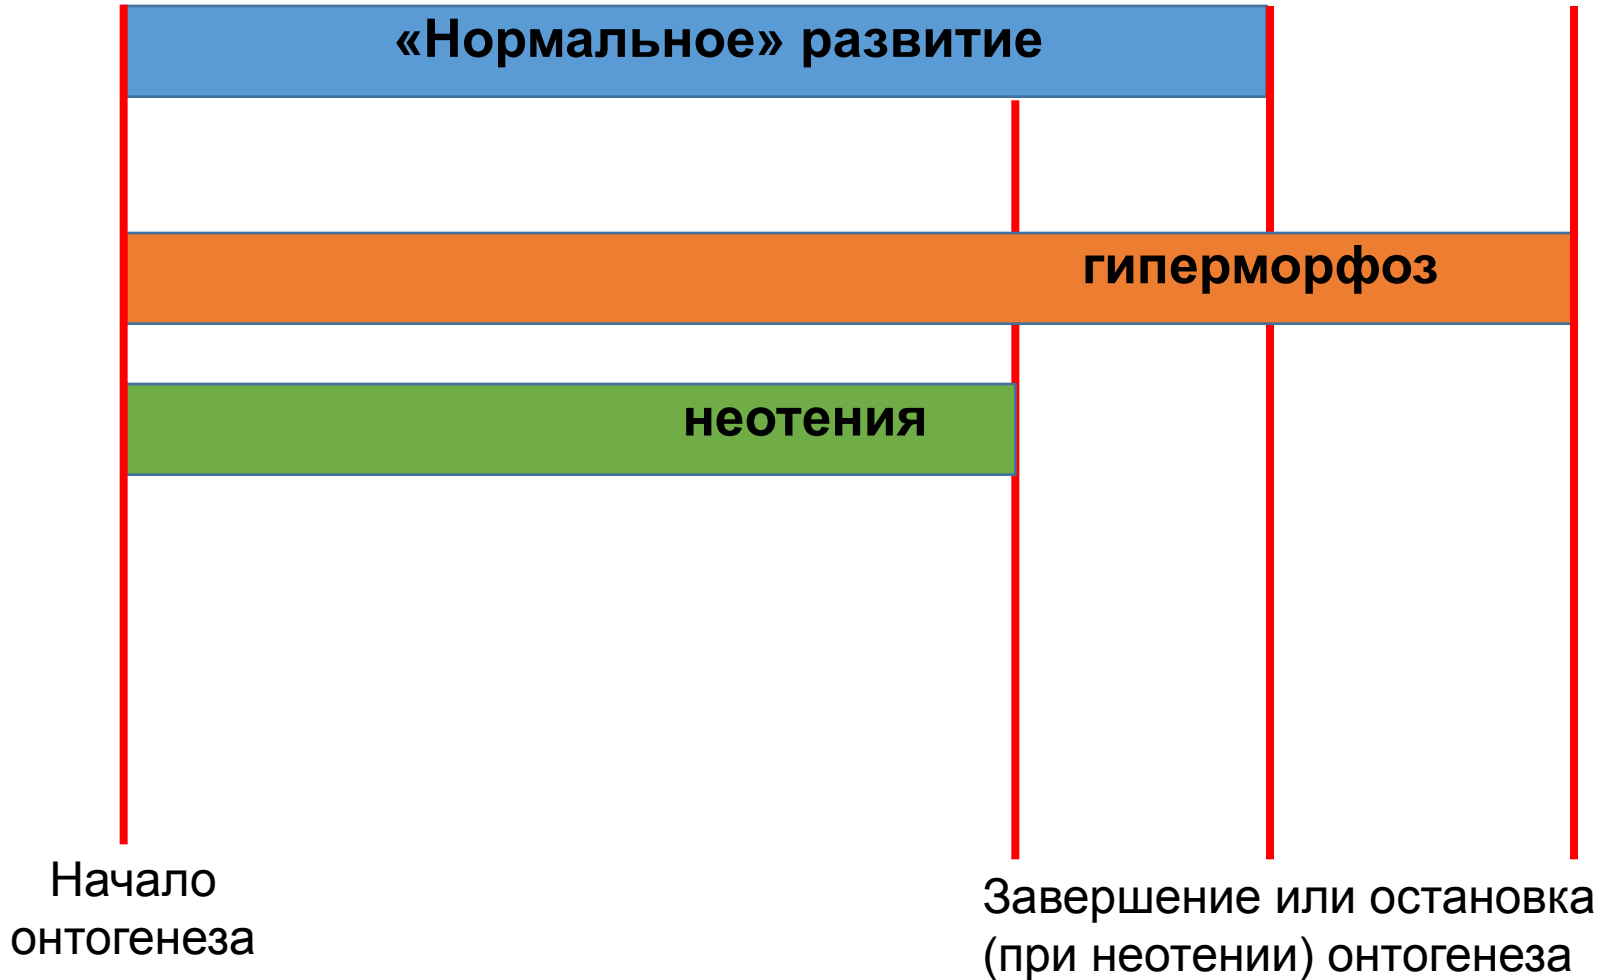 «Нормальное» развитие
гиперморфоз
неотения
Начало
онтогенеза
Завершение или остановка
(при неотении) онтогенеза